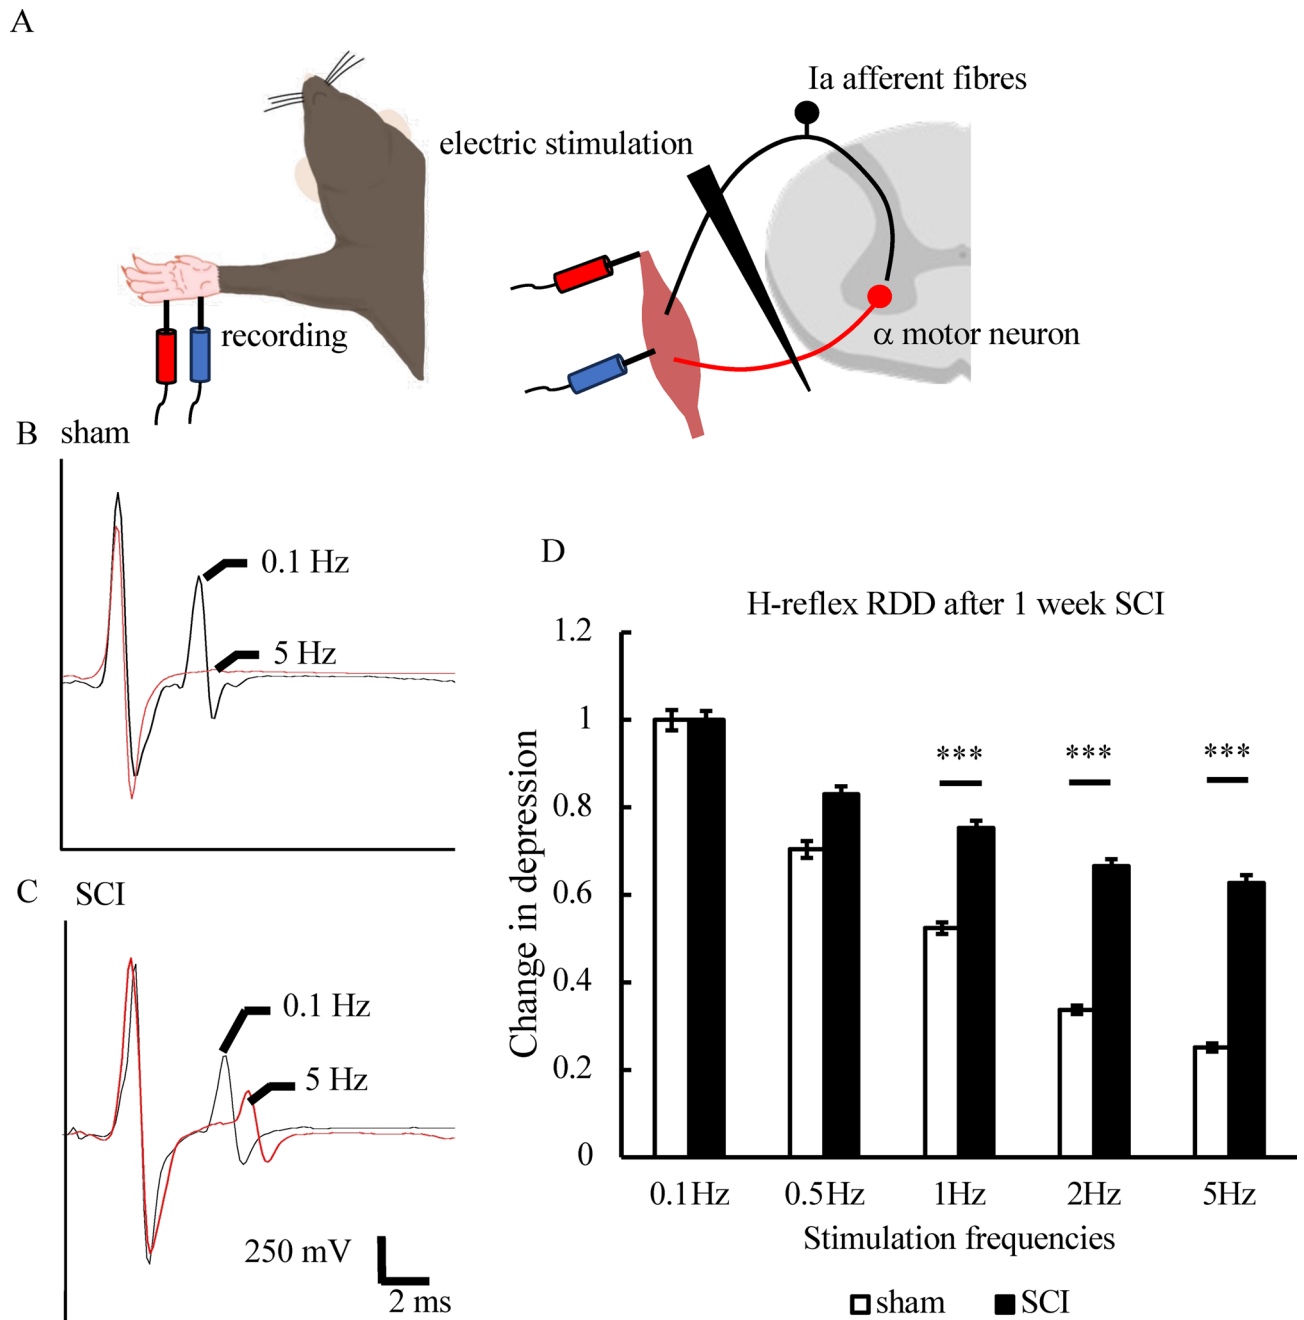 A
Ia afferent fibres
electric stimulation
recording
α motor neuron
B sham
0.1 Hz
5 Hz
C SCI
0.1 Hz
5 Hz
250 mV
2 ms
D
H-reflex RDD after 1 week SCI
Change in depression
1.2
1
0.8
0.6
0.4
0.2
0
*** *** ***
0.1Hz 0.5Hz 1Hz 2Hz 5Hz
Stimulation frequencies
sham SCI